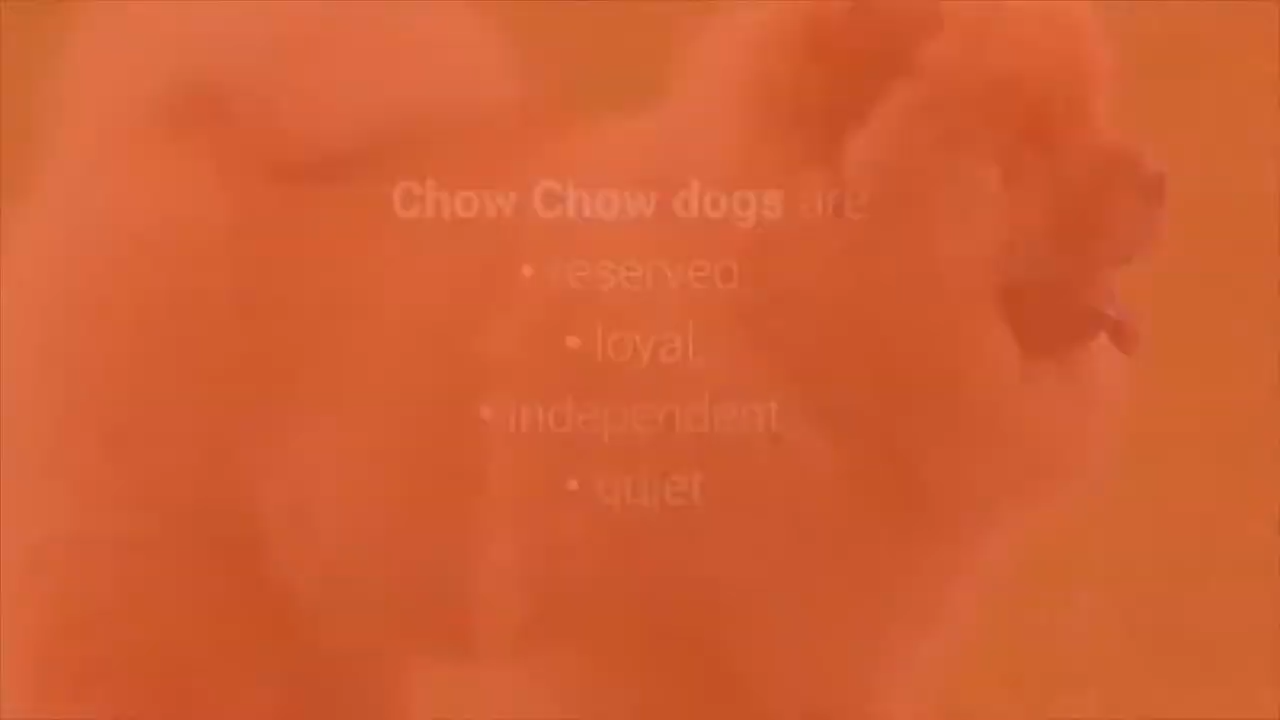 Chow Chow dogs are
• reserved
• loyal
• independent
• quiet